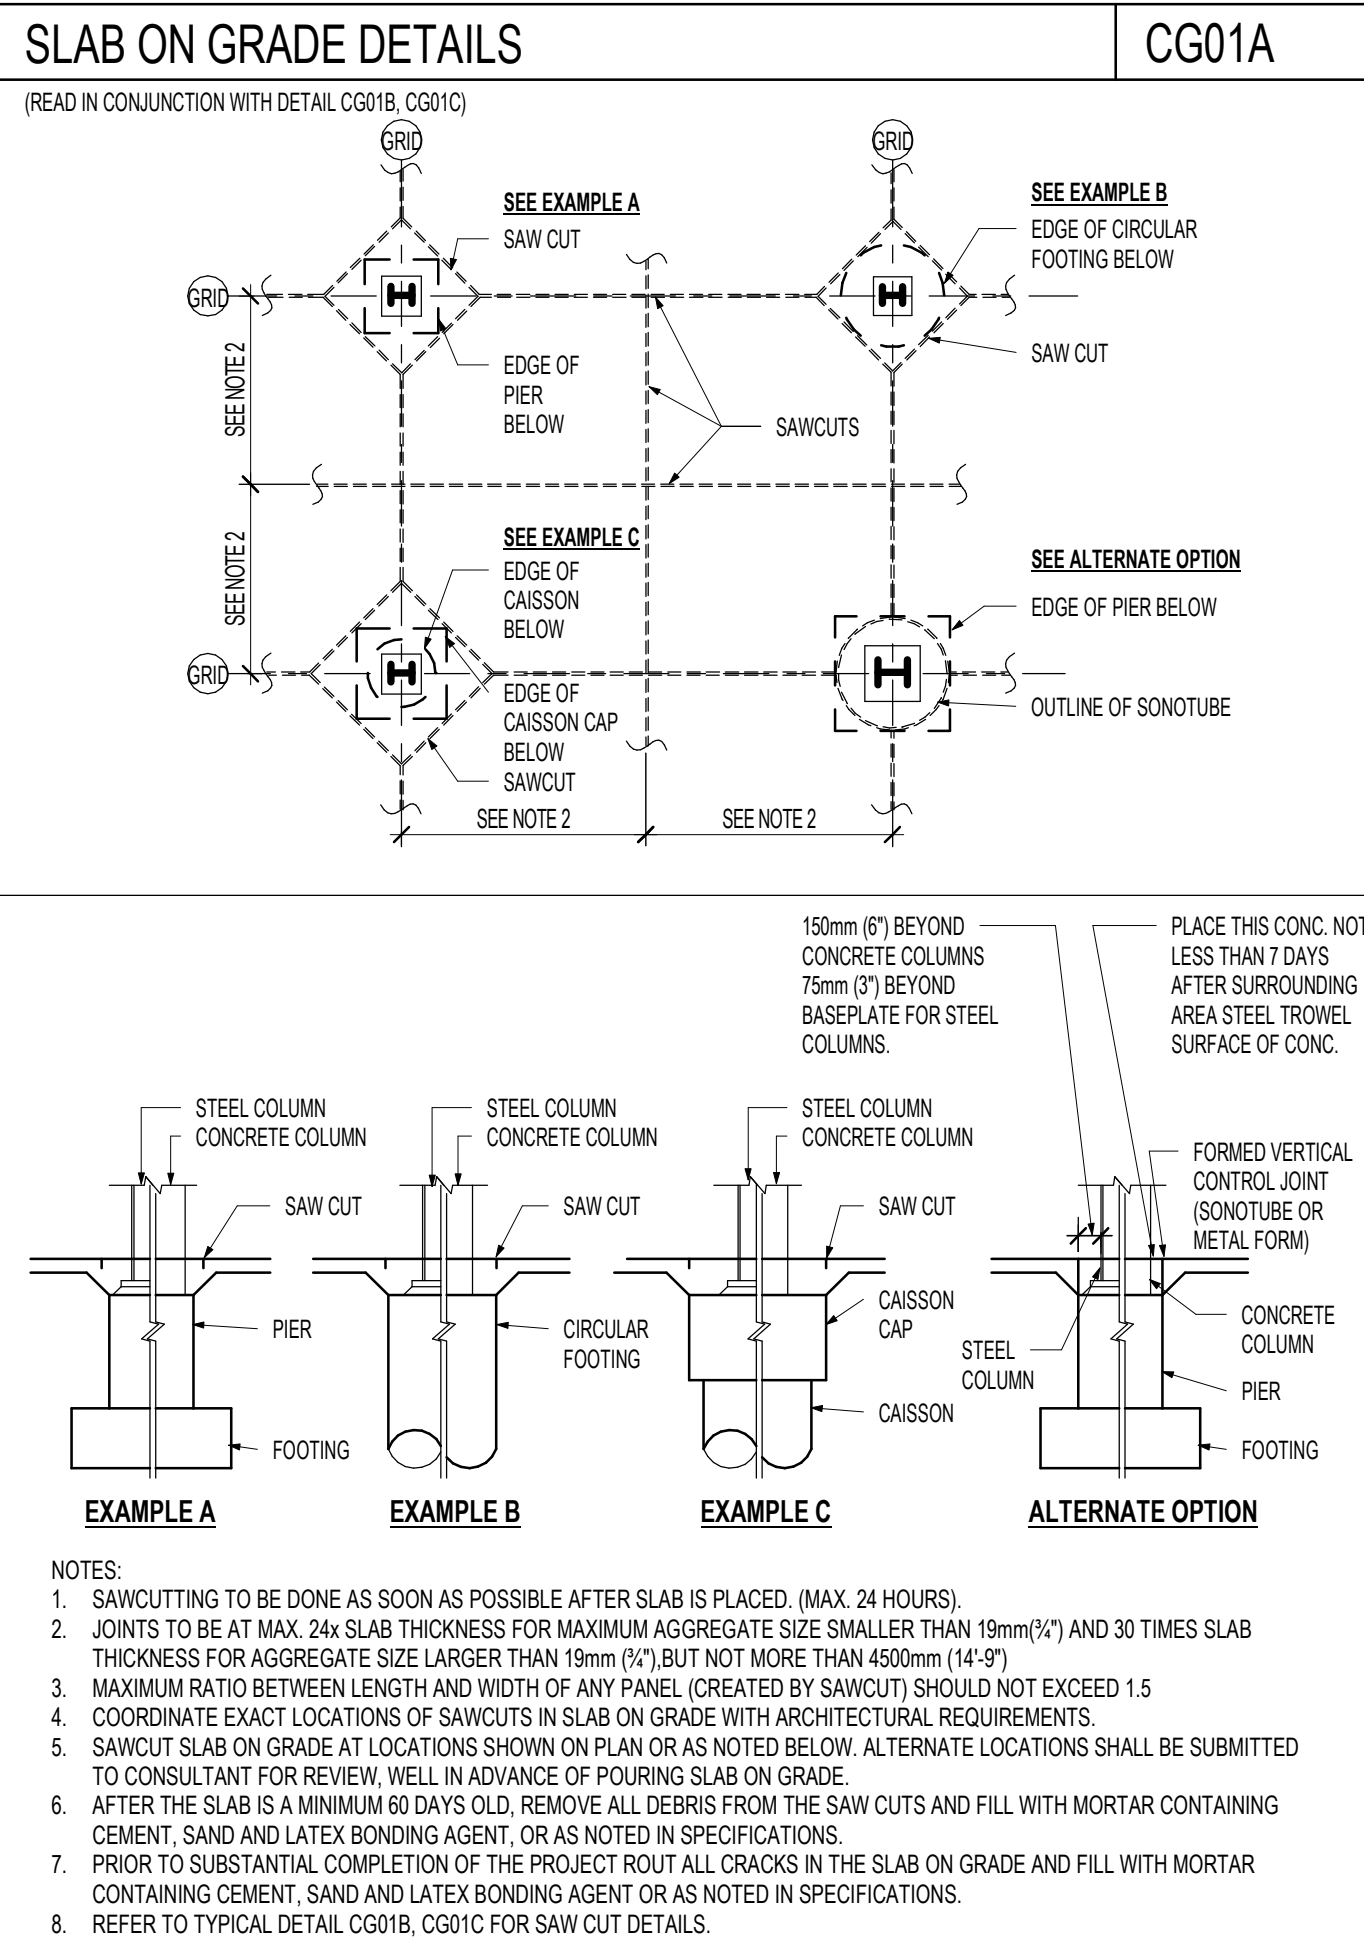 SLAB ON GRADE DETAILS
CG01A
(READ IN CONJUNCTION WITH DETAIL CG01B, CG01C)
GRID
GRID
SEE EXAMPLE A
SAW CUT
SEE EXAMPLE B
EDGE OF CIRCULAR
FOOTING BELOW
GRID
SEE NOTE 2
EDGE OF
PIER
BELOW
SAW CUT
SAWCUTS
SEE NOTE 2
SEE EXAMPLE C
EDGE OF
CAISSON
BELOW
SEE ALTERNATE OPTION
EDGE OF PIER BELOW
GRID
EDGE OF
CAISSON CAP
BELOW
SAWCUT
OUTLINE OF SONOTUBE
SEE NOTE 2
SEE NOTE 2
150mm (6") BEYOND
CONCRETE COLUMNS
75mm (3") BEYOND
BASEPLATE FOR STEEL
COLUMNS.
PLACE THIS CONC. NOT
LESS THAN 7 DAYS
AFTER SURROUNDING
AREA STEEL TROWEL
SURFACE OF CONC.
STEEL COLUMN
CONCRETE COLUMN
SAW CUT
PIER
FOOTING
STEEL COLUMN
CONCRETE COLUMN
SAW CUT
CIRCULAR
FOOTING
STEEL COLUMN
CONCRETE COLUMN
SAW CUT
CAISSON
CAP
CAISSON
FORMED VERTICAL
CONTROL JOINT
(SONOTUBE OR
METAL FORM)
STEEL
COLUMN
CONCRETE
COLUMN
PIER
FOOTING
EXAMPLE A
EXAMPLE B
EXAMPLE C
ALTERNATE OPTION
NOTES:
1. SAWCUTTING TO BE DONE AS SOON AS POSSIBLE AFTER SLAB IS PLACED. (MAX. 24 HOURS).
2. JOINTS TO BE AT MAX. 24x SLAB THICKNESS FOR MAXIMUM AGGREGATE SIZE SMALLER THAN 19mm(¾") AND 30 TIMES SLAB
THICKNESS FOR AGGREGATE SIZE LARGER THAN 19mm (¾"),BUT NOT MORE THAN 4500mm (14'-9")
3. MAXIMUM RATIO BETWEEN LENGTH AND WIDTH OF ANY PANEL (CREATED BY SAWCUT) SHOULD NOT EXCEED 1.5
4. COORDINATE EXACT LOCATIONS OF SAWCUTS IN SLAB ON GRADE WITH ARCHITECTURAL REQUIREMENTS.
5. SAWCUT SLAB ON GRADE AT LOCATIONS SHOWN ON PLAN OR AS NOTED BELOW. ALTERNATE LOCATIONS SHALL BE SUBMITTED
TO CONSULTANT FOR REVIEW, WELL IN ADVANCE OF POURING SLAB ON GRADE.
6. AFTER THE SLAB IS A MINIMUM 60 DAYS OLD, REMOVE ALL DEBRIS FROM THE SAW CUTS AND FILL WITH MORTAR CONTAINING
CEMENT, SAND AND LATEX BONDING AGENT, OR AS NOTED IN SPECIFICATIONS.
7. PRIOR TO SUBSTANTIAL COMPLETION OF THE PROJECT ROUT ALL CRACKS IN THE SLAB ON GRADE AND FILL WITH MORTAR
CONTAINING CEMENT, SAND AND LATEX BONDING AGENT OR AS NOTED IN SPECIFICATIONS.
8. REFER TO TYPICAL DETAIL CG01B, CG01C FOR SAW CUT DETAILS.